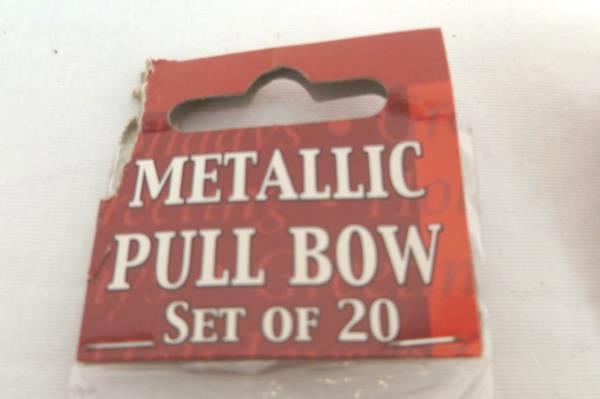 METALLIC
PULL BOW
SET OF 20